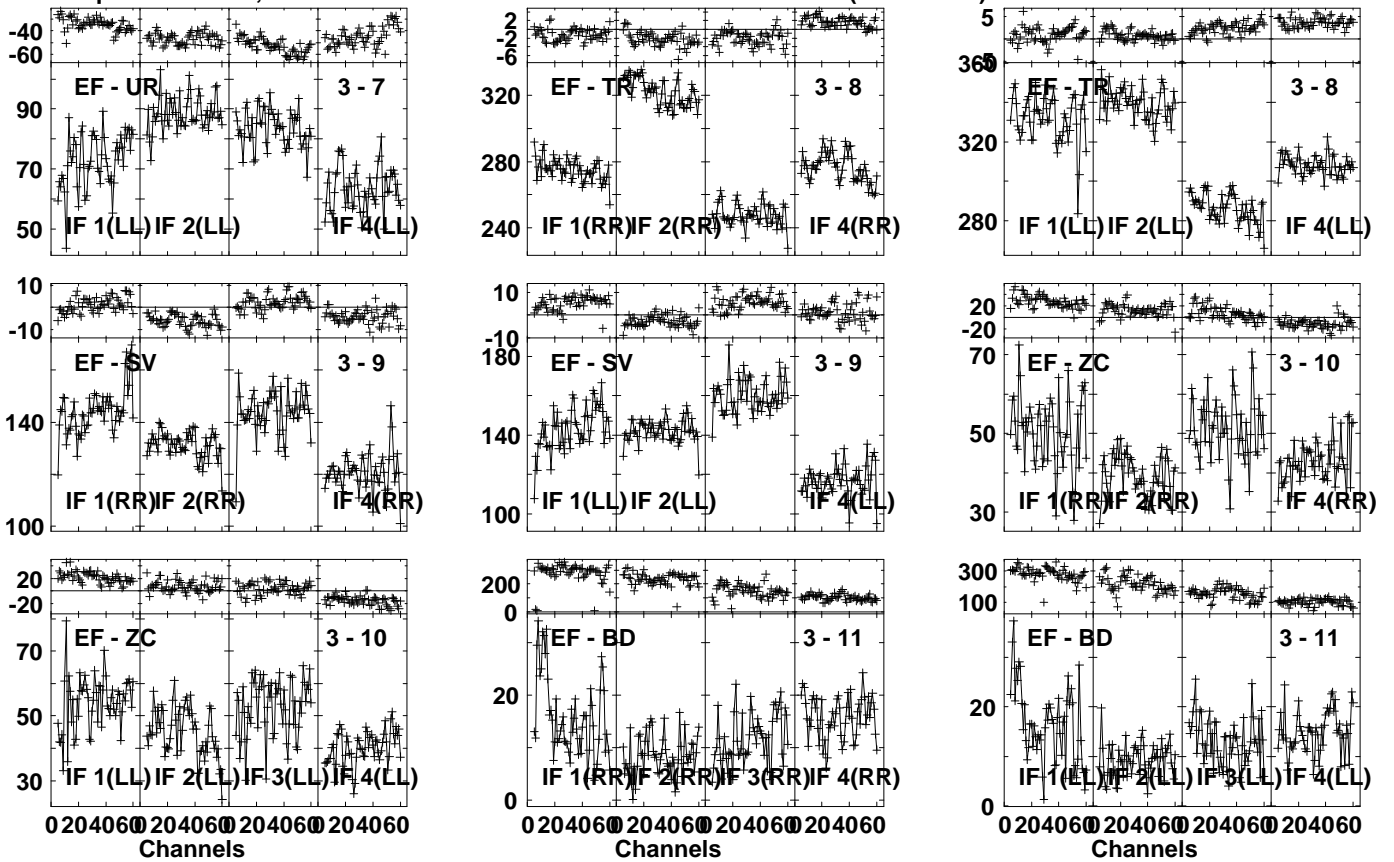 -40
-60
EF - UR 3 - 7
90
70
50
IF 1(LL) IF 2(LL) IF 4(LL)
2
-2
-6
EF - TR 3 - 8
320
280
240
IF 1(RR) IF 2(RR) IF 4(RR)
5
360
EF - TR 3 - 8
320
280
IF 1(LL) IF 2(LL) IF 4(LL)
10
-10
EF - SV 3 - 9
140
100
IF 1(RR) IF 2(RR) IF 4(RR)
10
-10
180
EF - SV 3 - 9
140
100
IF 1(LL) IF 2(LL) IF 4(LL)
20
-20
70
EF - ZC 3 - 10
50
30
IF 1(RR) IF 2(RR) IF 4(RR)
20
-20
EF - ZC 3 - 10
70
50
30
IF 1(LL) IF 2(LL) IF 3(LL) IF 4(LL)
0 20 40 60 0 20 40 60 0 20 40 60 0 20 40 60
Channels
200
0
EF - BD 3 - 11
20
0
IF 1(RR) IF 2(RR) IF 3(RR) IF 4(RR)
0 20 40 60 0 20 40 60 0 20 40 60 0 20 40 60
Channels
300
100
EF - BD 3 - 11
20
0
IF 1(LL) IF 2(LL) IF 3(LL) IF 4(LL)
0 20 40 60 0 20 40 60 0 20 40 60 0 20 40 60
Channels